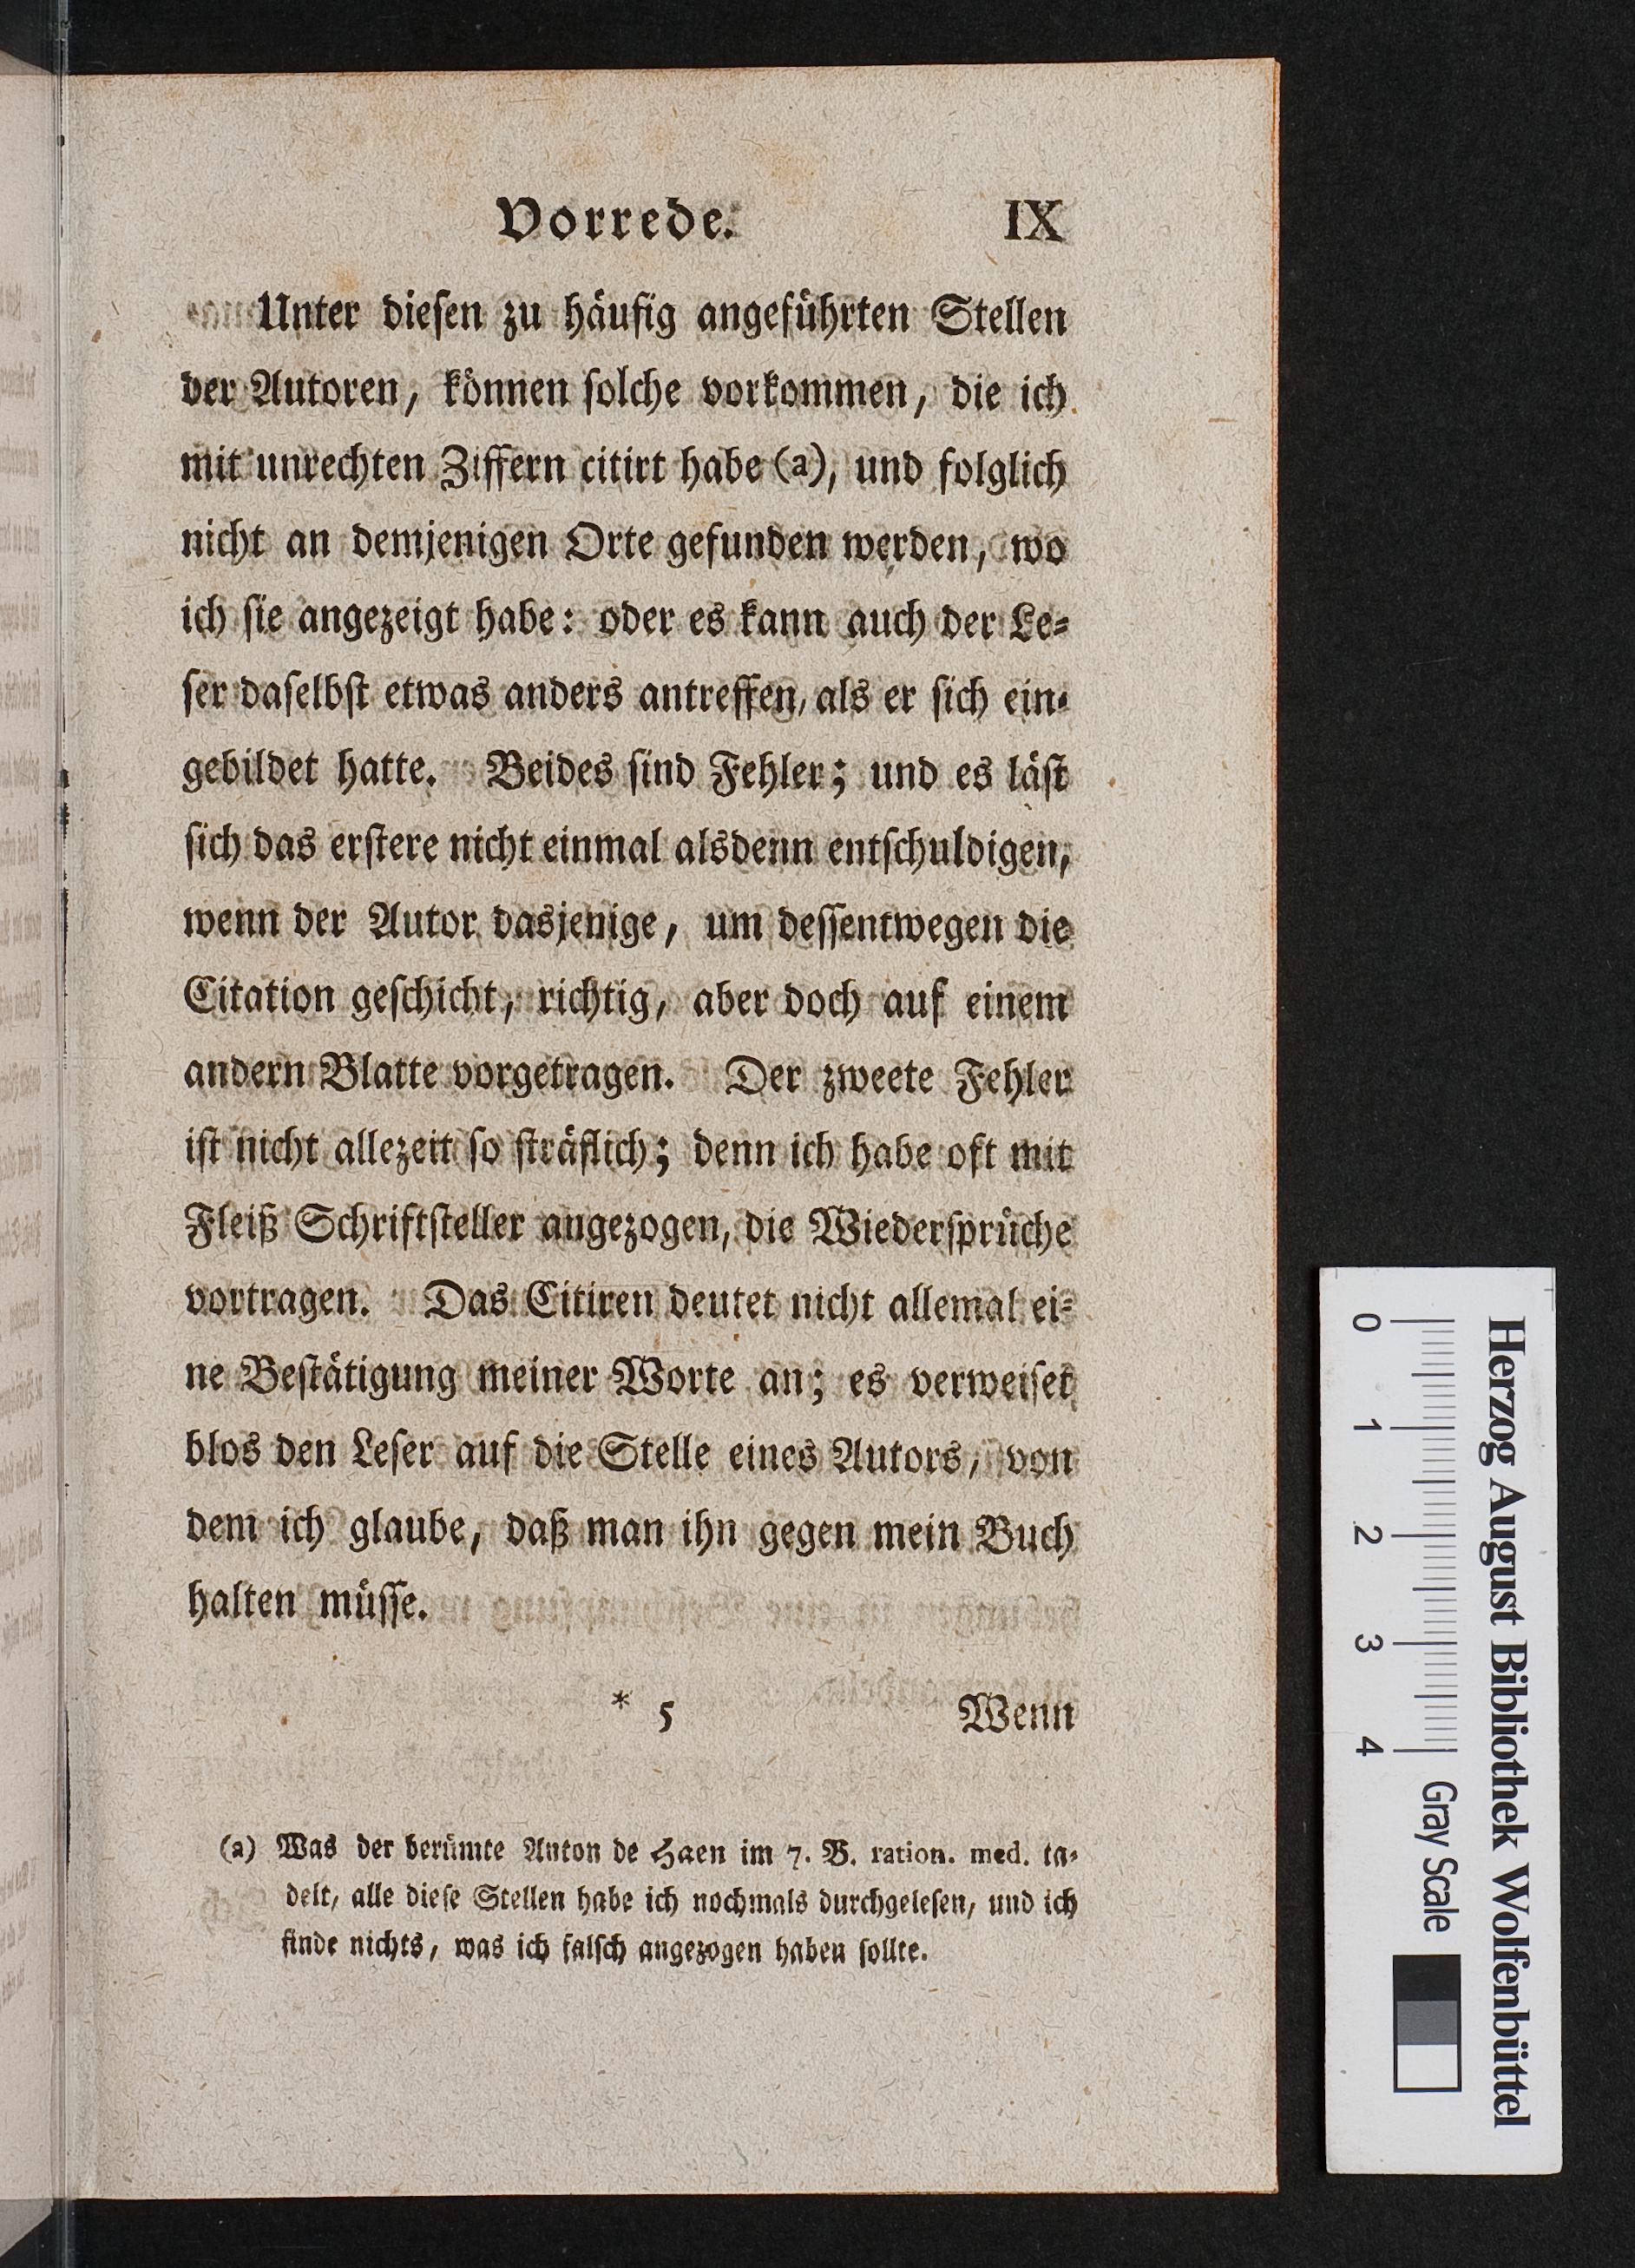 Vorrede. IX
Unter dieſen zu häufig angeführten Stellen
der Autoren, können ſolche vorkommen, die ich
mit unrechten Ziffern citirt habe (a), und folglich
nicht an demjenigen Orte gefunden werden, wo
ich ſie angezeigt habe: oder es kann auch der Le⸗
ſer daſelbſt etwas anders antreffen, als er ſich ein⸗
gebildet hatte. Beides ſind Fehler; und es läſt
ſich das erſtere nicht einmal alsdenn entſchuldigen,
wenn der Autor dasjenige, um deſſentwegen die
Citation geſchicht, richtig, aber doch auf einem
andern Blatte vorgetragen. Der zweete Fehler
iſt nicht allezeit ſo ſträflich; denn ich habe oft mit
Fleiß Schriftſteller angezogen, die Wiederſprüche
vortragen. Das Citiren deutet nicht allemal ei⸗
ne Beſtätigung meiner Worte an; es verweiſet
blos den Leſer auf die Stelle eines Autors, von
dem ich glaube, daß man ihn gegen mein Buch
halten müſſe.
* 5 Wenn
(a) Was der berümte Anton de Haen im 7. B. ration. med. ta⸗
delt, alle dieſe Stellen habe ich nochmals durchgeleſen, und ich
finde nichts, was ich falſch angezogen haben ſollte.
Herzog August Bibliothek Wolfenbüttel
0 1 2 3 4 Gray Scale